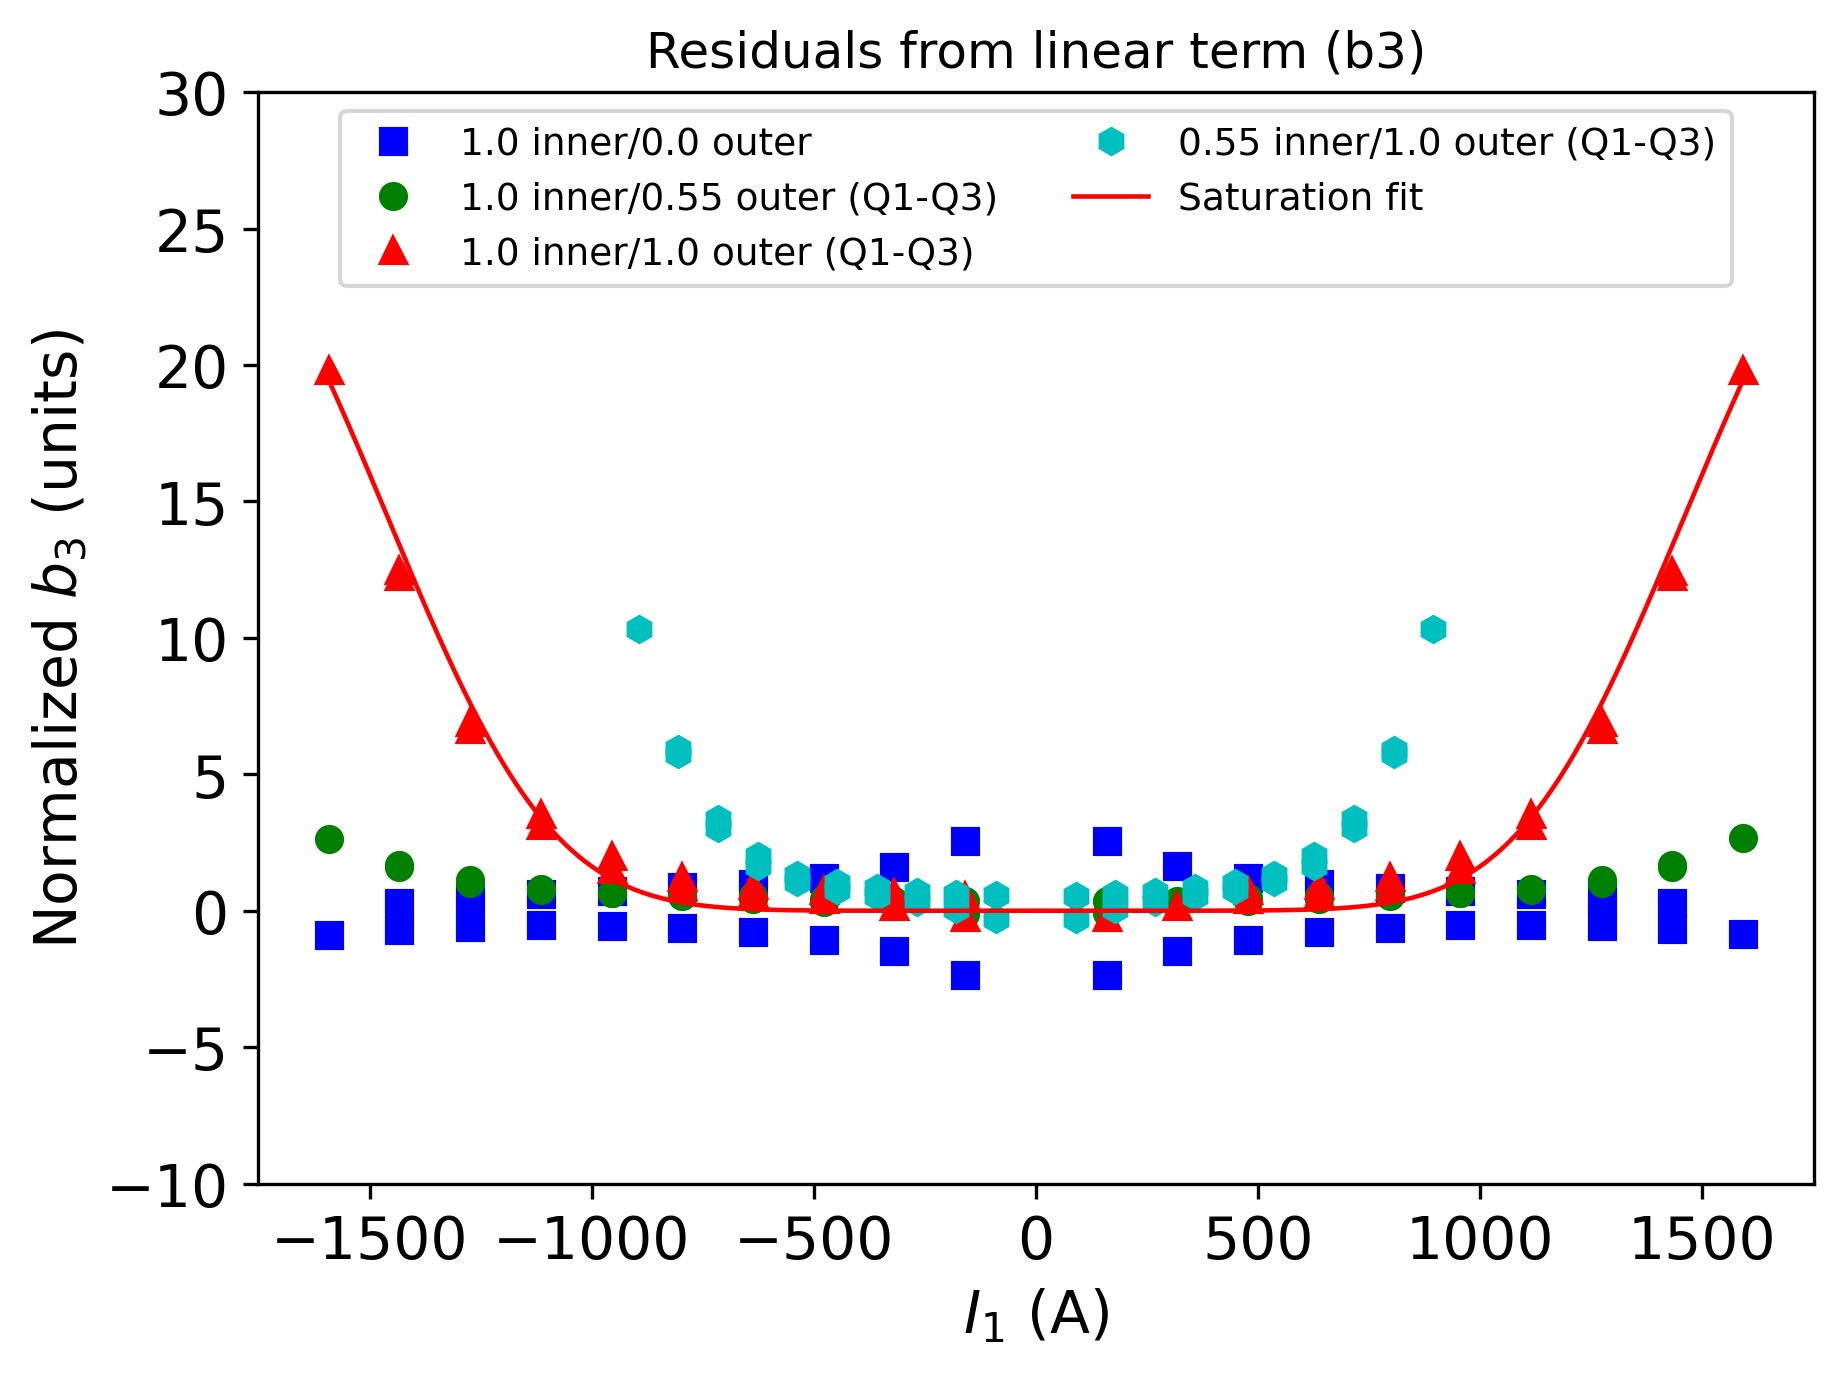 Residuals from linear term (b3)
30
25
20
15
10
5
0
−5
−10
Normalized b₃ (units)
1.0 inner/0.0 outer
1.0 inner/0.55 outer (Q1-Q3)
1.0 inner/1.0 outer (Q1-Q3)
0.55 inner/1.0 outer (Q1-Q3)
Saturation fit
−1500 −1000 −500 0 500 1000 1500
I₁ (A)